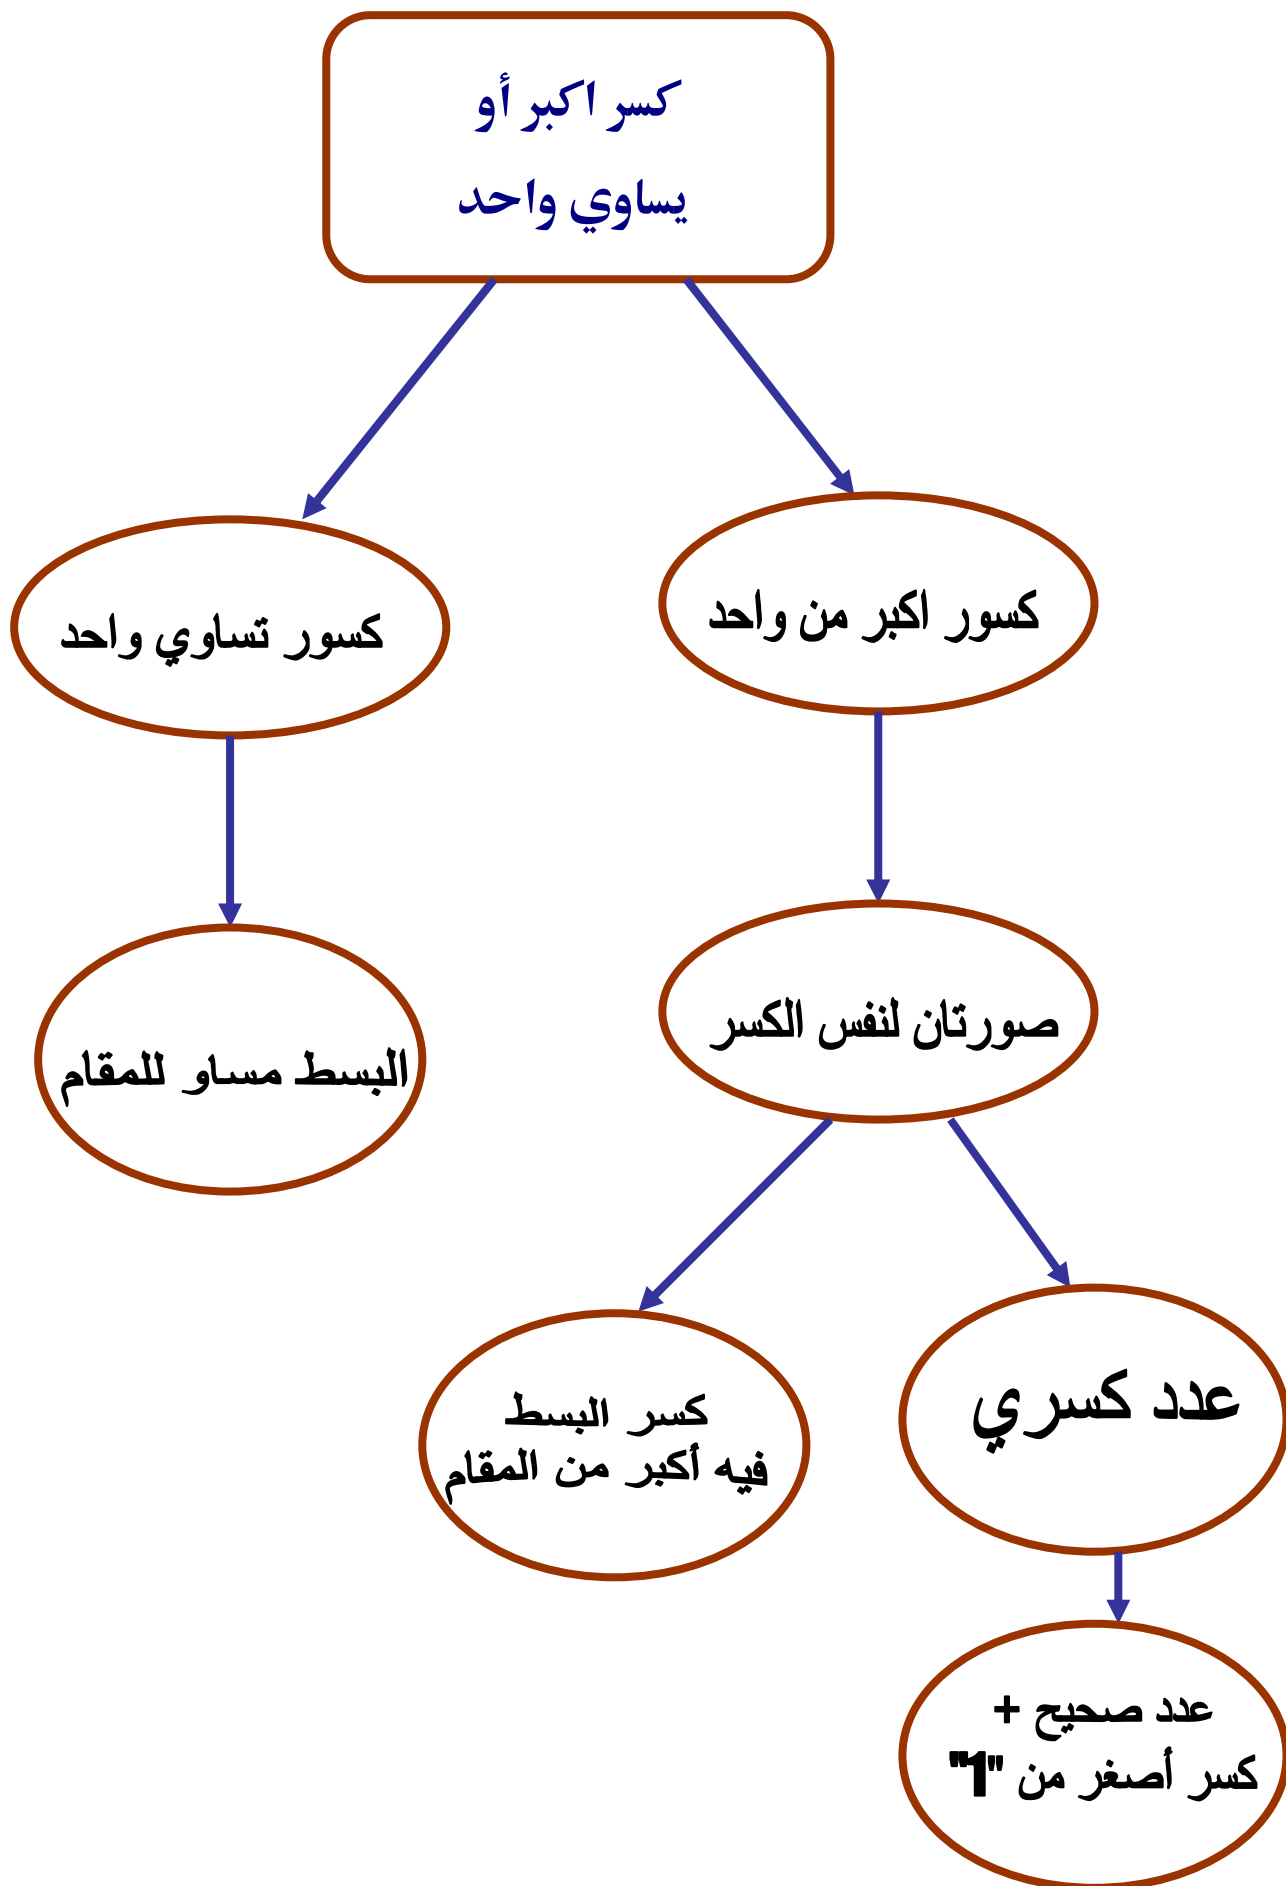 كسر اكبر أو
يساوي واحد
كسور اكبر من واحد
كسور تساوي واحد
صورتان لنفس الكسر
البسط مساو للمقام
عدد كسري
كسر البسط
فيه أكبر من المقام
عدد صحيح +
كسر أصغر من "1"